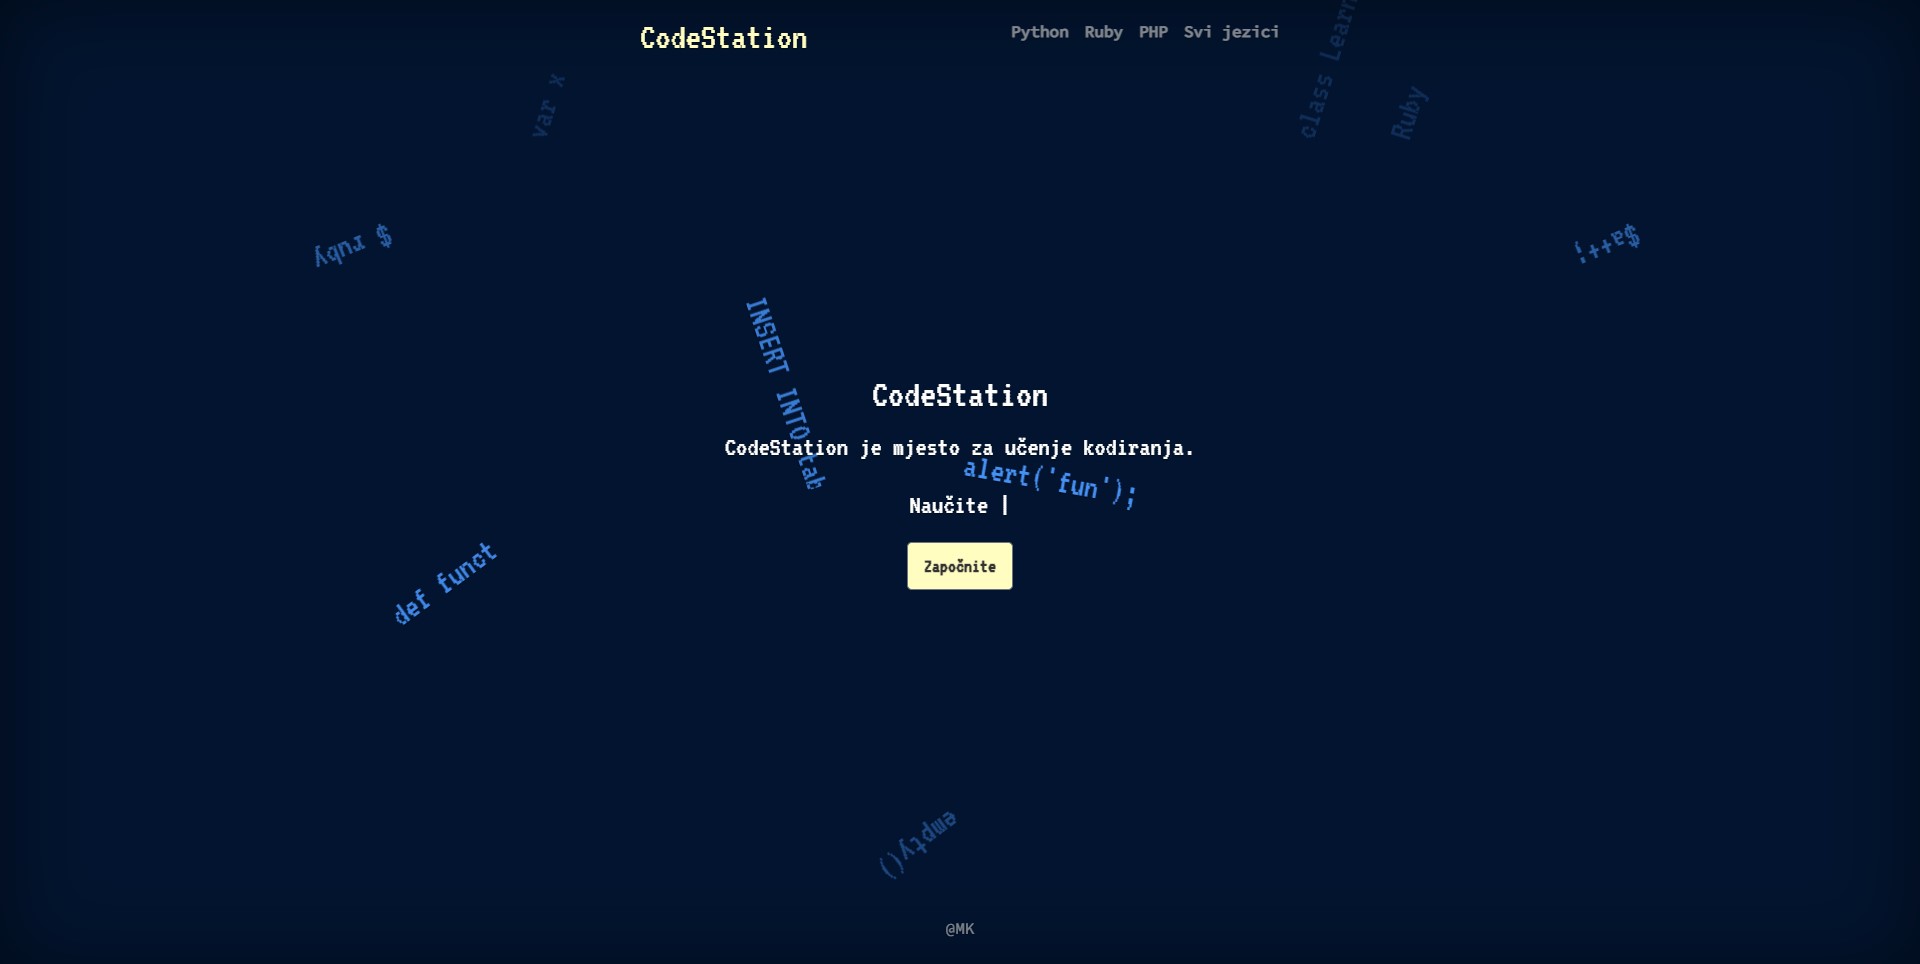 CodeStation
Python Ruby PHP Svi jezici
class Learn
var x
Ruby
$ ruby
$a++;
INSERT INTO tab
CodeStation
CodeStation je mjesto za učenje kodiranja.
alert('fun');
Naučite |
def funct
Započnite
empty()
@MK